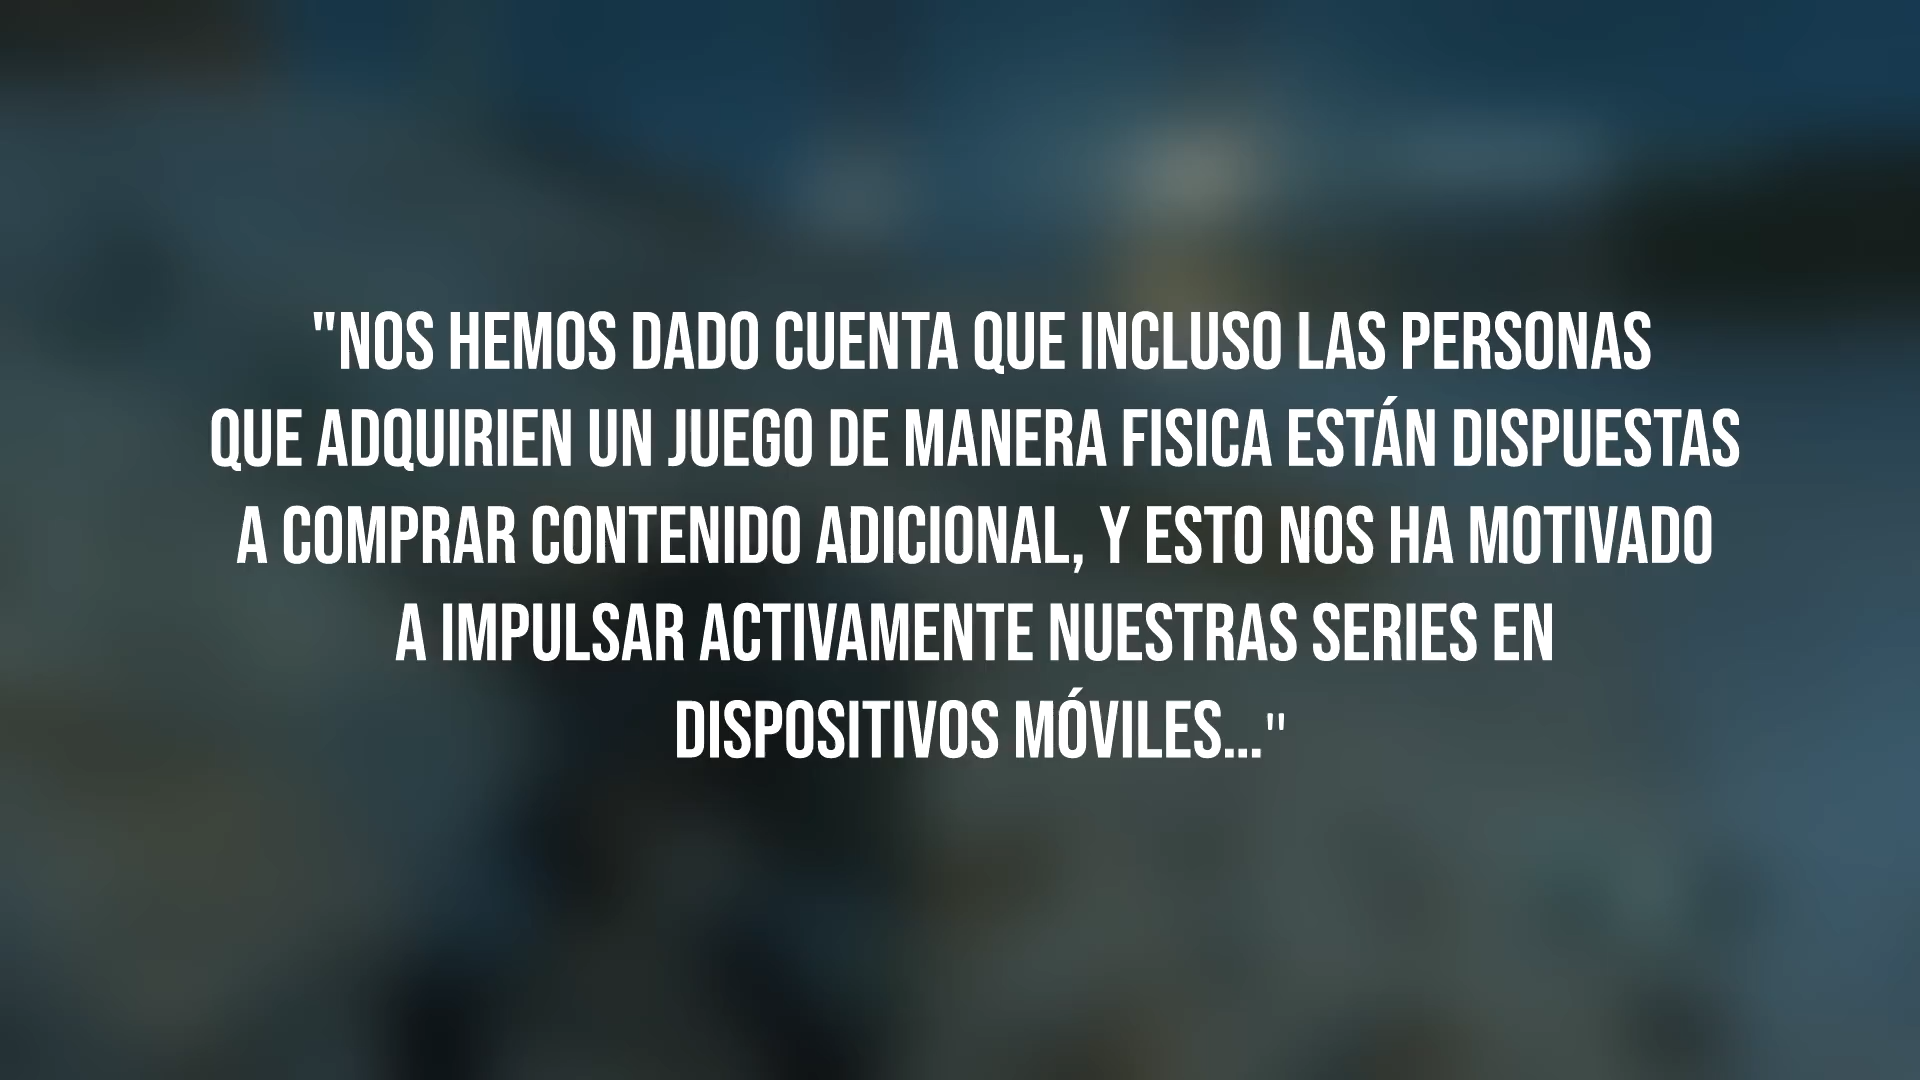 "NOS HEMOS DADO CUENTA QUE INCLUSO LAS PERSONAS
QUE ADQUIRIEN UN JUEGO DE MANERA FISICA ESTÁN DISPUESTAS
A COMPRAR CONTENIDO ADICIONAL, Y ESTO NOS HA MOTIVADO
A IMPULSAR ACTIVAMENTE NUESTRAS SERIES EN
DISPOSITIVOS MÓVILES..."